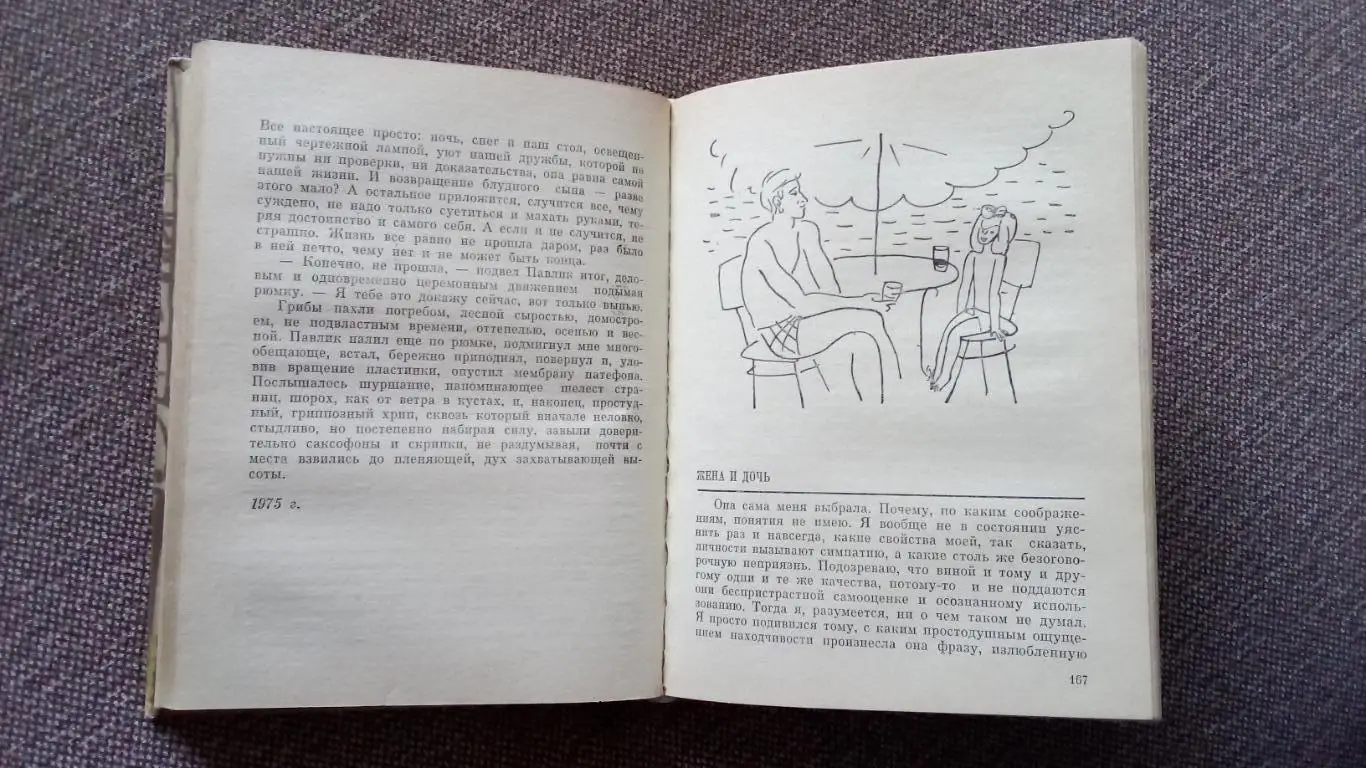 Все настоящее просто: ночь, снег и наш стол, освещен-
ный чертежной лампой, уют нашей дружбы, которой не
нужны ни проверки, ни доказательства, она равна самой
нашей жизни. И возвращение блудного сына — разве
этого мало? А остальное приложится, случится все, чему
суждено, не надо только суетиться и махать руками, те-
ряя достоинство и самого себя. А если и не случится, не
страшно. Жизнь все равно не прошла даром, раз было
в ней нечто, чему нет и не может быть конца.
— Конечно, не прошла, — подвел Павлик итог, дело-
вым и одновременно церемонным движением подымая
рюмку. — Я тебе это докажу сейчас, вот только выпью.
Грибы пахли погребом, лесной сыростью, домостро-
ем, не подвластным времени, оттепелью, осенью и вес-
ной. Павлик налил еще по рюмке, подмигнул мне много-
обещающе, встал, бережно приподнял, повернул и, уло-
вив вращение пластинки, опустил мембрану патефона.
Послышалось шуршание, напоминающее шелест стра-
ниц, шорох, как от ветра в кустах, и, наконец, простуд-
ный, гриппозный хрип, сквозь который вначале неловко,
стыдливо, но постепенно набирая силу, завыли довери-
тельно саксофоны и скрипки, не раздумывая, почти с
места взвились до пленяющей, дух захватывающей вы-
соты.
1975 г.
ЖЕНА И ДОЧЬ
Она сама меня выбрала. Почему, по каким соображе-
ниям, понятия не имею. Я вообще не в состоянии уяс-
нить раз и навсегда, какие свойства моей, так сказать,
личности вызывают симпатию, а какие столь же безогово-
рочную неприязнь. Подозреваю, что виной и тому и дру-
гому одни и те же качества, потому-то и не поддаются
они беспристрастной самооценке и осознанному исполь-
зованию. Тогда я, разумеется, ни о чем таком не думал.
Я просто подивился тому, с каким простодушным ощуще-
нием находчивости произнесла она фразу, излюбленную
167